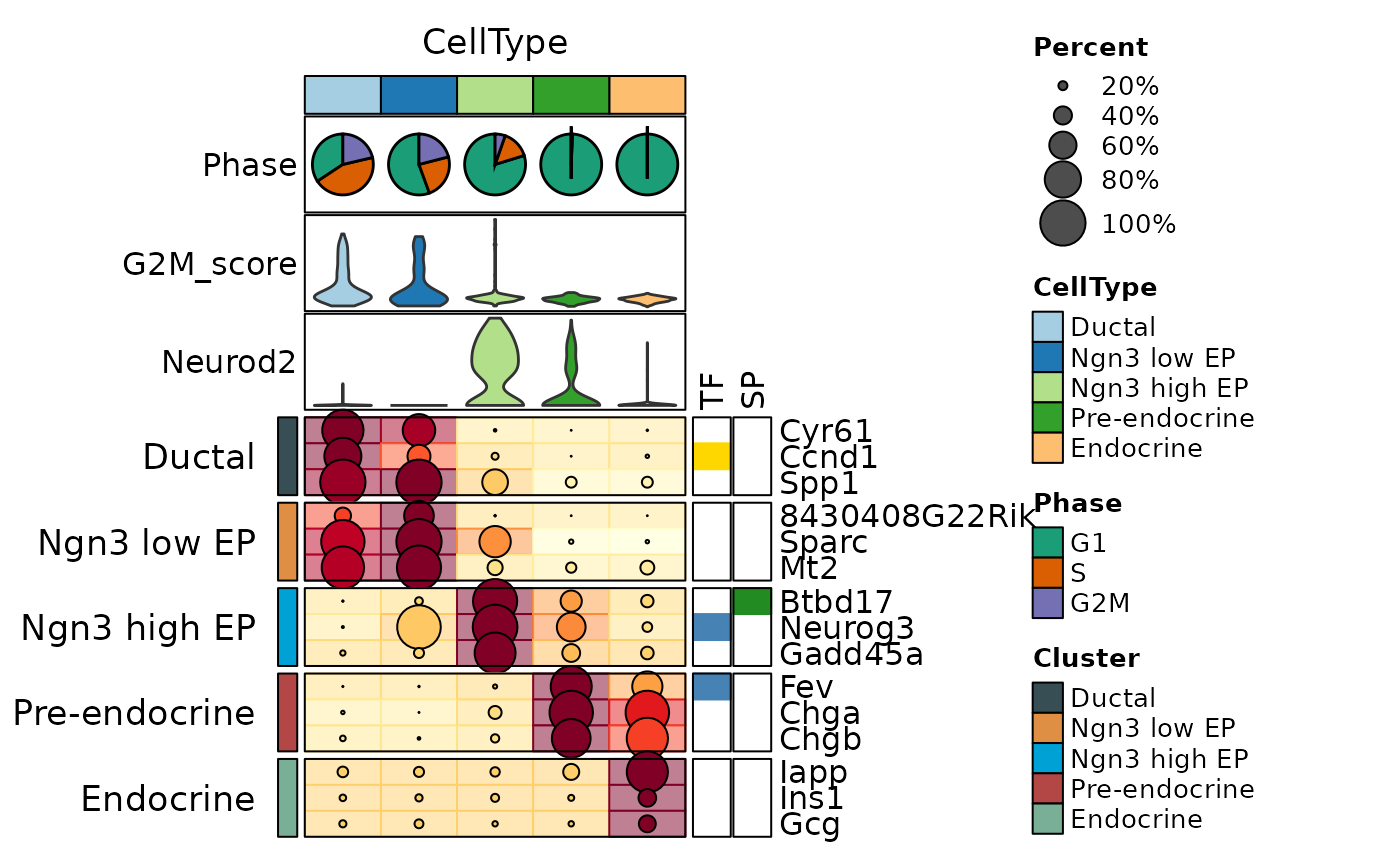 CellType
Phase
G2M_score
Neurod2
TF
SP
Ductal
Cyr61
Ccnd1
Spp1
Ngn3 low EP
8430408G22Rik
Sparc
Mt2
Ngn3 high EP
Btbd17
Neurog3
Gadd45a
Pre-endocrine
Fev
Chga
Chgb
Endocrine
Iapp
Ins1
Gcg
Percent
20%
40%
60%
80%
100%
CellType
Ductal
Ngn3 low EP
Ngn3 high EP
Pre-endocrine
Endocrine
Phase
G1
S
G2M
Cluster
Ductal
Ngn3 low EP
Ngn3 high EP
Pre-endocrine
Endocrine